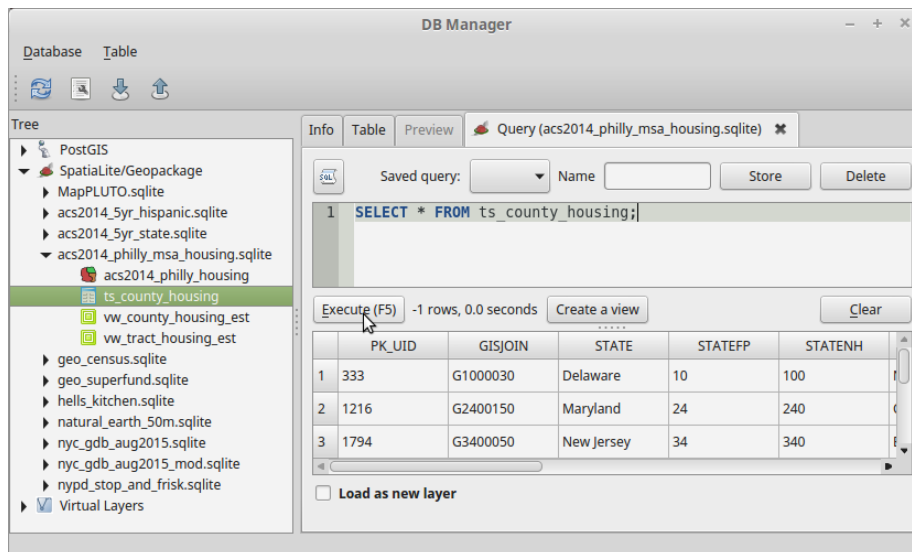 DB Manager
Database Table
Tree
PostGIS
SpatiaLite/Geopackage
MapPLUTO.sqlite
acs2014_5yr_hispanic.sqlite
acs2014_5yr_state.sqlite
acs2014_philly_msa_housing.sqlite
acs2014_philly_housing
ts_county_housing
vw_county_housing_est
vw_tract_housing_est
geo_census.sqlite
geo_superfund.sqlite
hells_kitchen.sqlite
natural_earth_50m.sqlite
nyc_gdb_aug2015.sqlite
nyc_gdb_aug2015_mod.sqlite
nypd_stop_and_frisk.sqlite
Virtual Layers
Info Table Preview Query (acs2014_philly_msa_housing.sqlite)
SQL Saved query: Name Store Delete
1 SELECT * FROM ts_county_housing;
Execute (F5) -1 rows, 0.0 seconds Create a view Clear
PK_UID GISJOIN STATE STATEFP STATENH
1 333 G1000030 Delaware 10 100
2 1216 G2400150 Maryland 24 240
3 1794 G3400050 New Jersey 34 340
Load as new layer